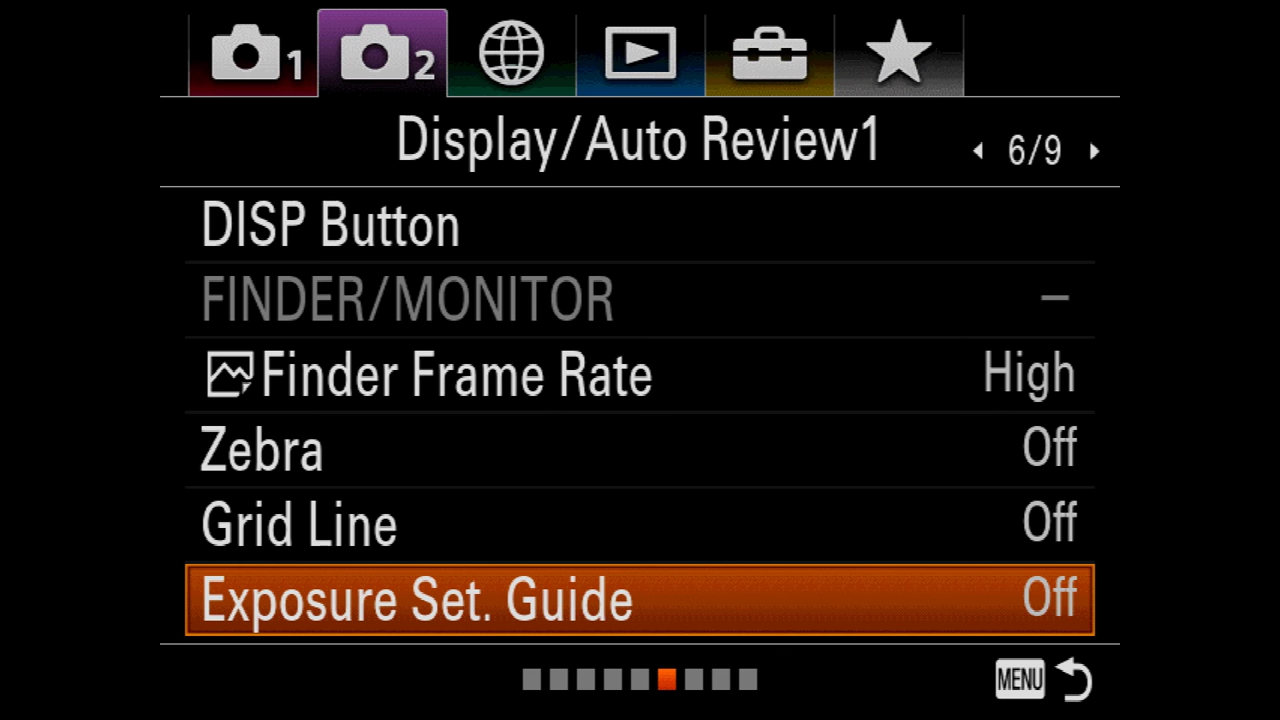 1 2
Display/Auto Review1 6/9
DISP Button
FINDER/MONITOR –
Finder Frame Rate High
Zebra Off
Grid Line Off
Exposure Set. Guide Off
MENU